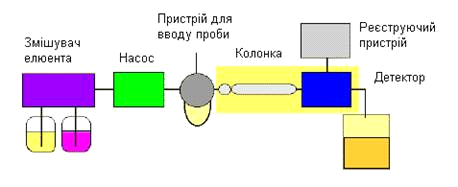 Пристрій для
вводу проби
Реєструючий
пристрій
Змішувач
елюента
Насос
Колонка
Детектор